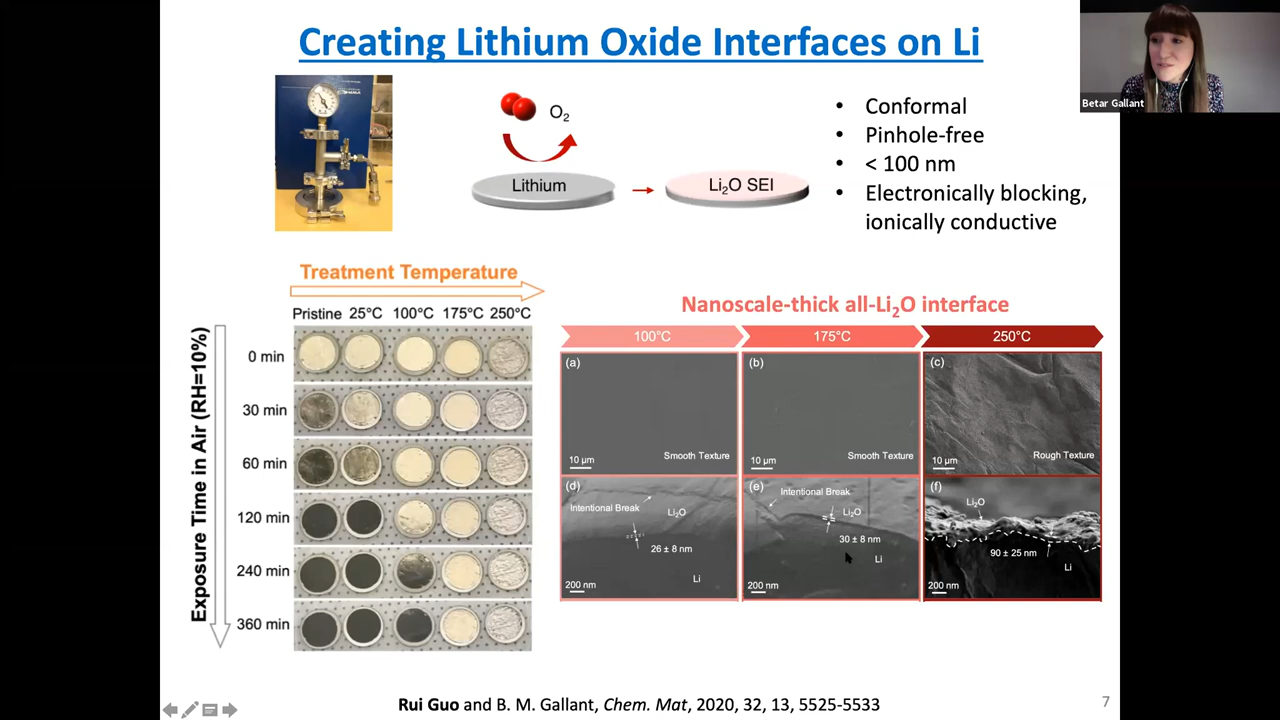 Creating Lithium Oxide Interfaces on Li
Betar Gallant
O2
Lithium
Li2O SEI
• Conformal
• Pinhole-free
• < 100 nm
• Electronically blocking,
ionically conductive
Treatment Temperature
Pristine 25°C 100°C 175°C 250°C
Exposure Time in Air (RH=10%)
0 min
30 min
60 min
120 min
240 min
360 min
Nanoscale-thick all-Li2O interface
100°C 175°C 250°C
(a) (b) (c)
10 µm Smooth Texture 10 µm Smooth Texture 10 µm Rough Texture
(d) (e) (f)
Intentional Break Li2O 26 ± 8 nm Li 200 nm
Intentional Break Li2O 30 ± 8 nm Li 200 nm
Li2O 90 ± 25 nm Li 200 nm
Rui Guo and B. M. Gallant, Chem. Mat, 2020, 32, 13, 5525-5533
7